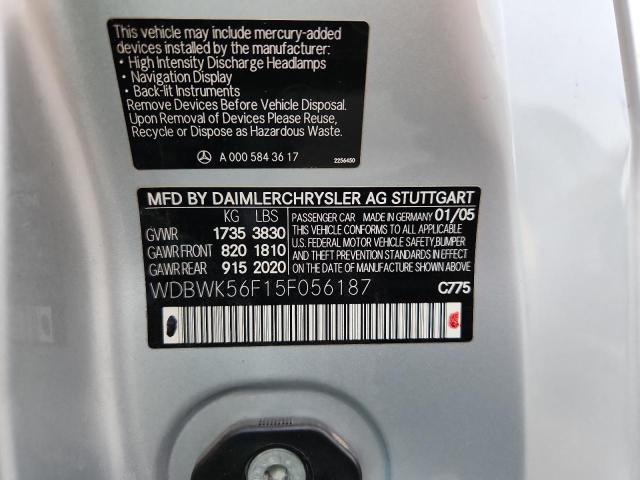 This vehicle may include mercury-added
devices installed by the manufacturer:
• High Intensity Discharge Headlamps
• Navigation Display
• Back-lit Instruments
Remove Devices Before Vehicle Disposal.
Upon Removal of Devices Please Reuse,
Recycle or Dispose as Hazardous Waste.
A 000 584 36 17
2256450
MFD BY DAIMLERCHRYSLER AG STUTTGART
KG LBS
GVWR 1735 3830
GAWR FRONT 820 1810
GAWR REAR 915 2020
PASSENGER CAR MADE IN GERMANY 01/05
THIS VEHICLE CONFORMS TO ALL APPLICABLE
U.S. FEDERAL MOTOR VEHICLE SAFETY, BUMPER
AND THEFT PREVENTION STANDARDS IN EFFECT
ON THE DATE OF MANUFACTURE SHOWN ABOVE.
WDBWK56F15F056187 C775